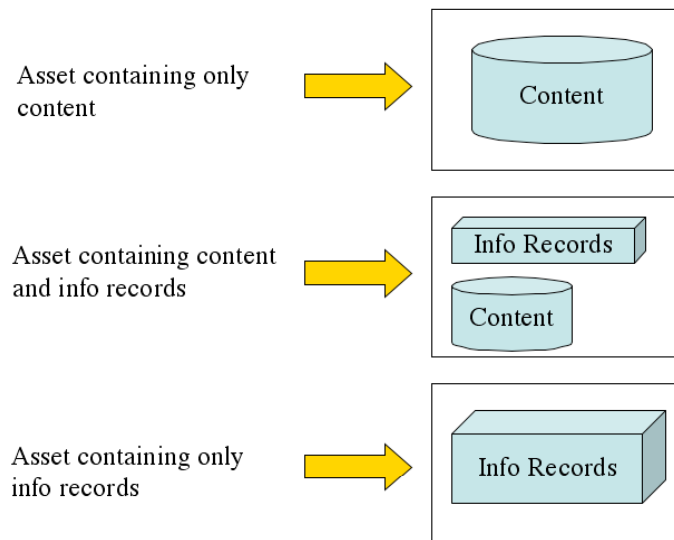 Asset containing only
content
Content
Asset containing content
and info records
Info Records
Content
Asset containing only
info records
Info Records